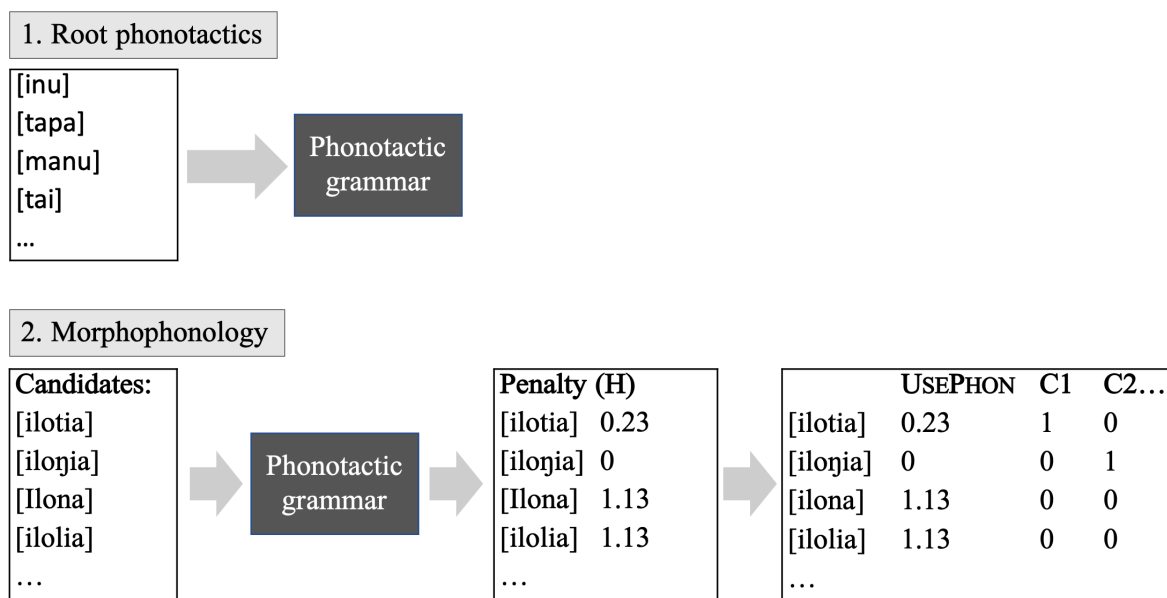 1. Root phonotactics
[inu]
[tapa]
[manu]
[tai]
...
Phonotactic
grammar
2. Morphophonology
Candidates:
[ilotia]
[iloŋia]
[Ilona]
[ilolia]
…
Phonotactic
grammar
Penalty (H)
[ilotia] 0.23
[iloŋia] 0
[Ilona] 1.13
[ilolia] 1.13
…
USEPHON C1 C2…
[ilotia] 0.23 1 0
[iloŋia] 0 0 1
[ilona] 1.13 0 0
[ilolia] 1.13 0 0
…